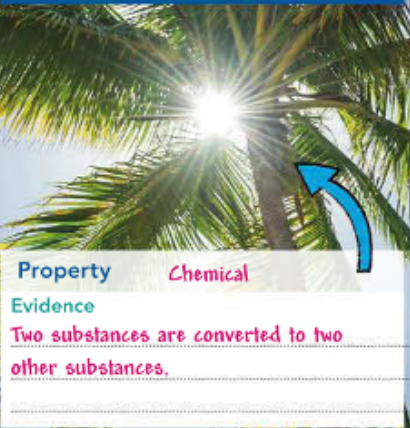 Property Chemical
Evidence
Two substances are converted to two
other substances.